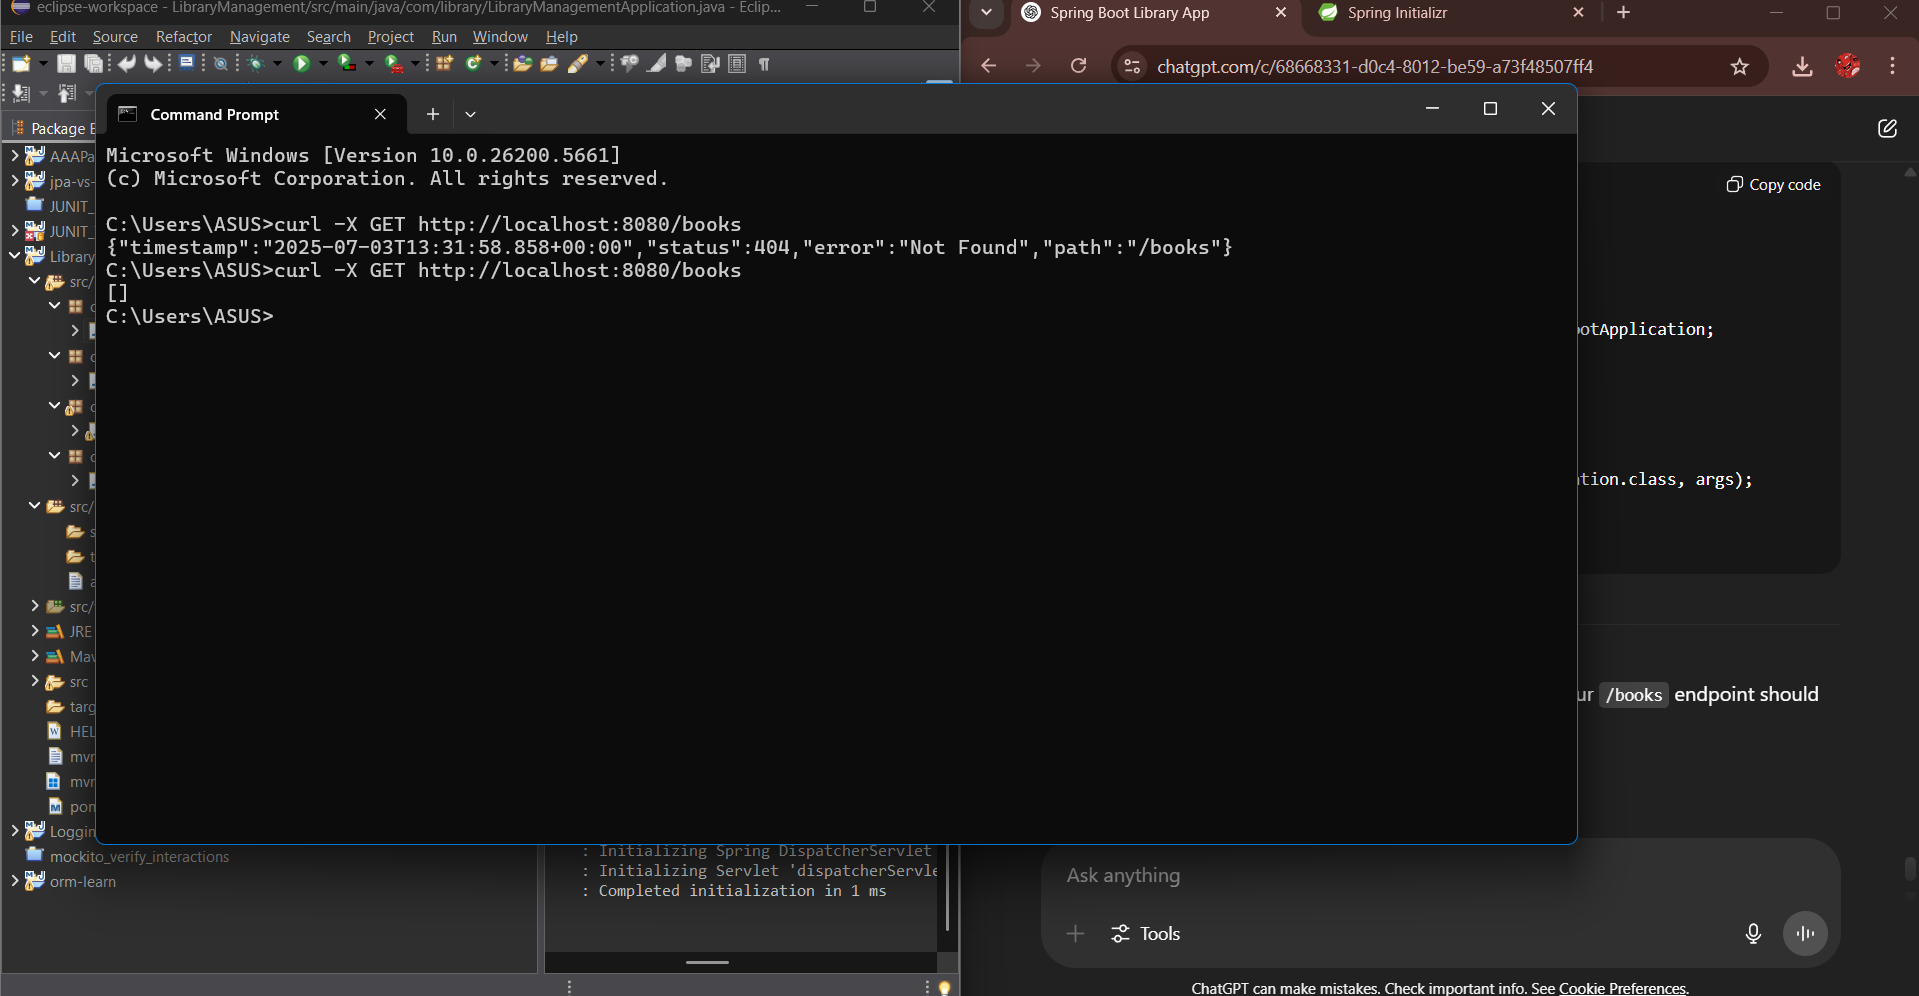 eclipse-workspace - LibraryManagement/src/main/java/com/library/LibraryManagementApplication.java - Eclip...
File Edit Source Refactor Navigate Search Project Run Window Help
Package E
AAAPa
jpa-vs-
JUNIT_
JUNIT_
Library
src/
src/
src/
JRE
Mav
src
targ
HEL
mvn
mvn
pom
Loggin
mockito_verify_interactions
orm-learn
Command Prompt
Microsoft Windows [Version 10.0.26200.5661]
(c) Microsoft Corporation. All rights reserved.
C:\Users\ASUS>curl -X GET http://localhost:8080/books
{"timestamp":"2025-07-03T13:31:58.858+00:00","status":404,"error":"Not Found","path":"/books"}
C:\Users\ASUS>curl -X GET http://localhost:8080/books
[]
C:\Users\ASUS>
: Initializing Spring DispatcherServlet
: Initializing Servlet 'dispatcherServle
: Completed initialization in 1 ms
Spring Boot Library App
Spring Initializr
chatgpt.com/c/68668331-d0c4-8012-be59-a73f48507ff4
Copy code
otApplication;
tion.class, args);
ur /books endpoint should
Ask anything
Tools
ChatGPT can make mistakes. Check important info. See Cookie Preferences.